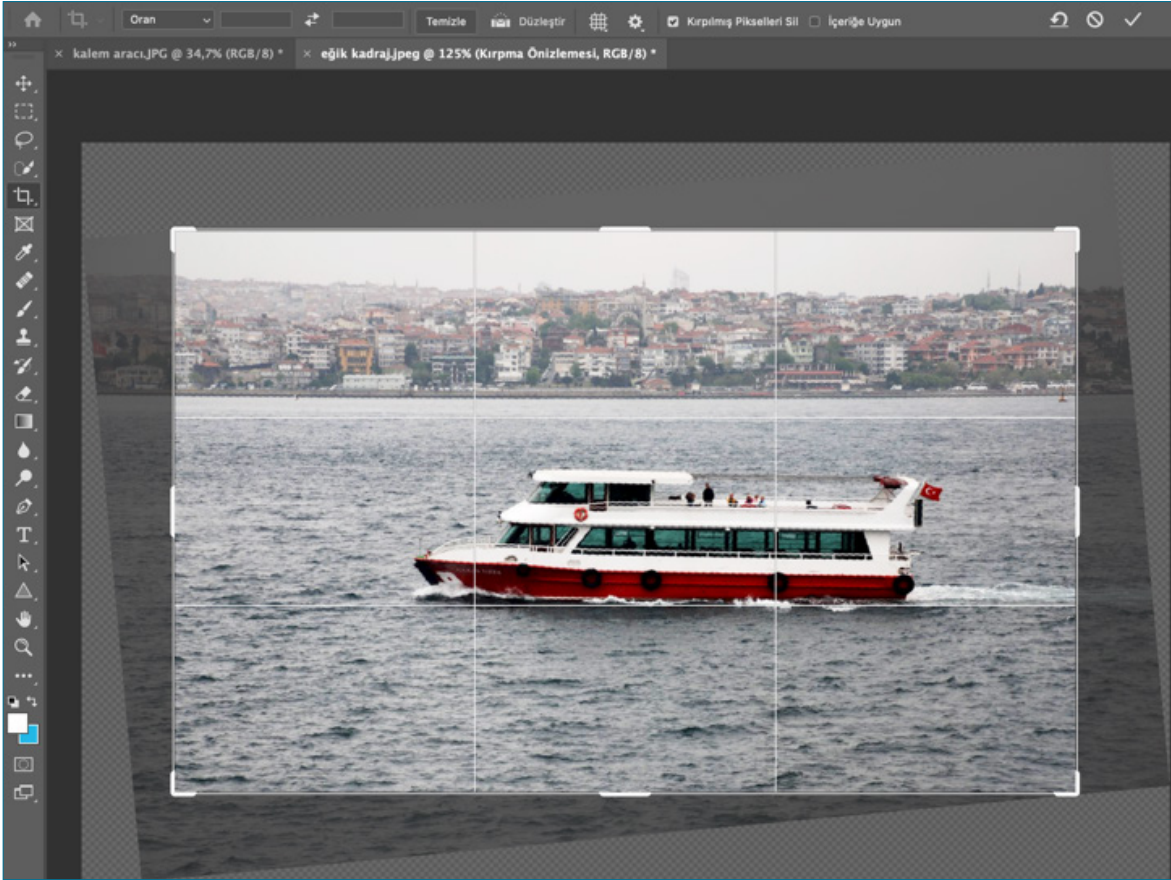 Oran Temizle Düzleştir Kırpılmış Pikselleri Sil İçeriğe Uygun
kalem aracı.JPG @ 34,7% (RGB/8) * eğik kadraj.jpeg @ 125% (Kırpma Önizlemesi, RGB/8) *